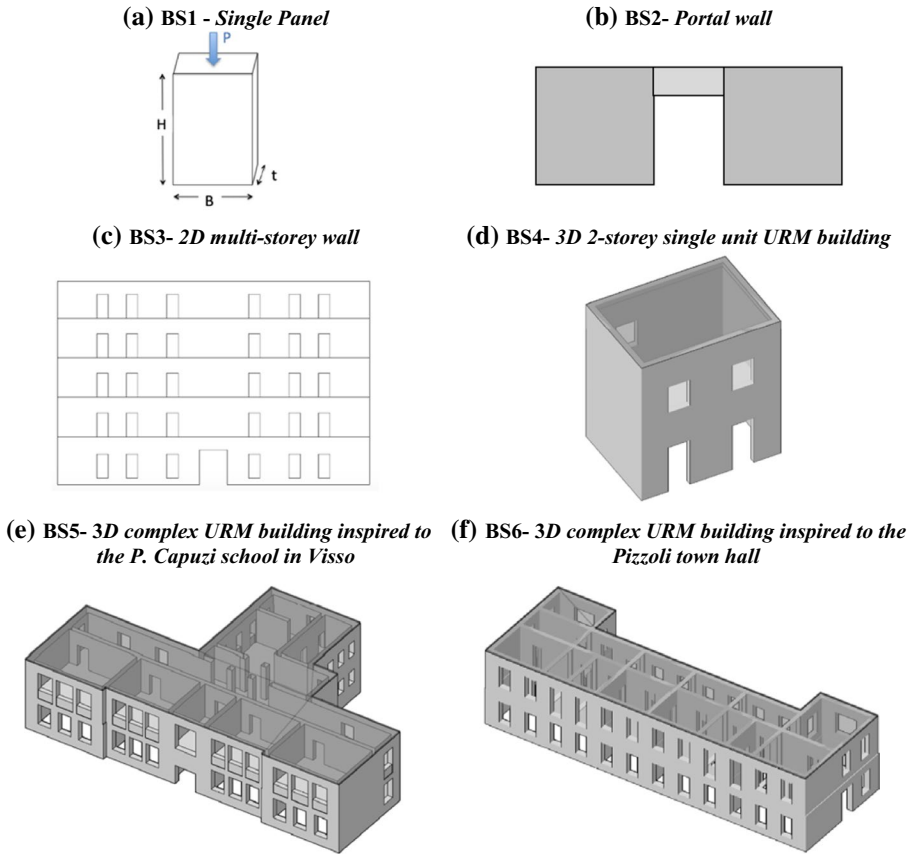 (a) BS1 - Single Panel
P
H
t
B
(b) BS2- Portal wall
(c) BS3- 2D multi-storey wall
(d) BS4- 3D 2-storey single unit URM building
(e) BS5- 3D complex URM building inspired to
the P. Capuzi school in Visso
(f) BS6- 3D complex URM building inspired to the
Pizzoli town hall